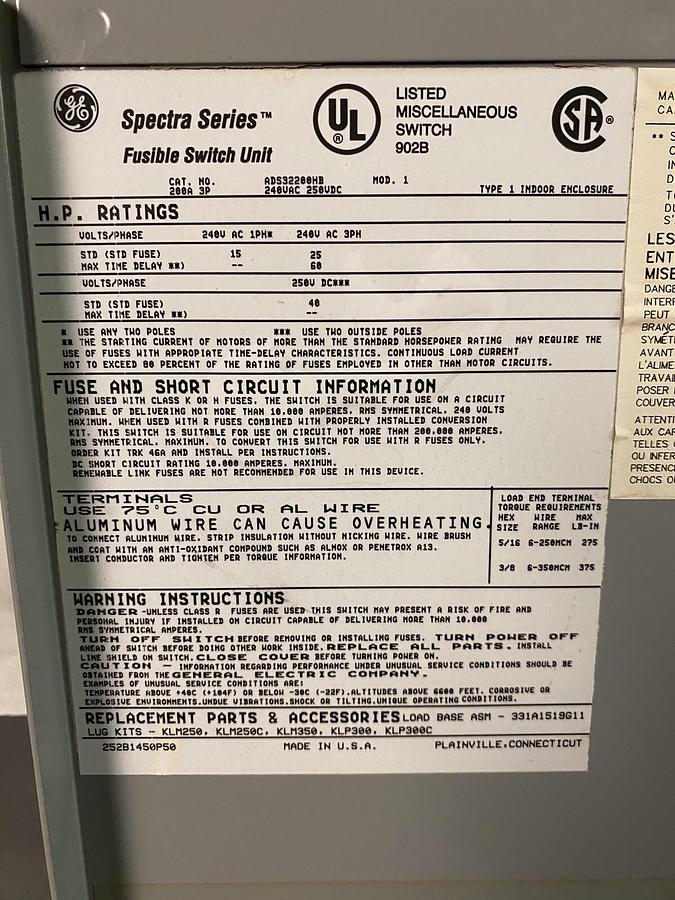 GE
Spectra Series™
Fusible Switch Unit
UL®
LISTED
MISCELLANEOUS
SWITCH
902B
SA®
CAT. NO. ADS32200HB MOD. 1
200A 3P 240VAC 250VDC TYPE 1 INDOOR ENCLOSURE
H.P. RATINGS
VOLTS/PHASE 240V AC 1PH* 240V AC 3PH
STD (STD FUSE) 15 25
MAX TIME DELAY **) -- 60
VOLTS/PHASE 250V DC***
STD (STD FUSE) 40
MAX TIME DELAY **) --
* USE ANY TWO POLES *** USE TWO OUTSIDE POLES
** THE STARTING CURRENT OF MOTORS OF MORE THAN THE STANDARD HORSEPOWER RATING MAY REQUIRE THE
USE OF FUSES WITH APPROPIATE TIME-DELAY CHARACTERISTICS. CONTINUOUS LOAD CURRENT
NOT TO EXCEED 80 PERCENT OF THE RATING OF FUSES EMPLOYED IN OTHER THAN MOTOR CIRCUITS.
FUSE AND SHORT CIRCUIT INFORMATION
WHEN USED WITH CLASS K OR H FUSES, THE SWITCH IS SUITABLE FOR USE ON A CIRCUIT
CAPABLE OF DELIVERING NOT MORE THAN 10,000 AMPERES, RMS SYMMETRICAL, 240 VOLTS
MAXIMUM. WHEN USED WITH R FUSES COMBINED WITH PROPERLY INSTALLED CONVERSION
KIT, THIS SWITCH IS SUITABLE FOR USE ON CIRCUIT NOT MORE THAN 200,000 AMPERES,
RMS SYMMETRICAL, MAXIMUM. TO CONVERT THIS SWITCH FOR USE WITH R FUSES ONLY,
ORDER KIT TRK 46A AND INSTALL PER INSTRUCTIONS.
DC SHORT CIRCUIT RATING 10,000 AMPERES, MAXIMUM.
RENEWABLE LINK FUSES ARE NOT RECOMMENDED FOR USE IN THIS DEVICE.
TERMINALS
USE 75°C CU OR AL WIRE
ALUMINUM WIRE CAN CAUSE OVERHEATING.
TO CONNECT ALUMINUM WIRE, STRIP INSULATION WITHOUT NICKING WIRE. WIRE BRUSH
AND COAT WITH AN ANTI-OXIDANT COMPOUND SUCH AS ALNOX OR PENETROX A13.
INSERT CONDUCTOR AND TIGHTEN PER TORQUE INFORMATION.
LOAD END TERMINAL
TORQUE REQUIREMENTS
HEX WIRE MAX
SIZE RANGE LB-IN
5/16 6-250MCM 275
3/8 6-350MCM 375
WARNING INSTRUCTIONS
DANGER -UNLESS CLASS R FUSES ARE USED THIS SWITCH MAY PRESENT A RISK OF FIRE AND
PERSONAL INJURY IF INSTALLED ON CIRCUIT CAPABLE OF DELIVERING MORE THAN 10,000
RMS SYMMETRICAL AMPERES.
TURN OFF SWITCH BEFORE REMOVING OR INSTALLING FUSES. TURN POWER OFF
AHEAD OF SWITCH BEFORE DOING OTHER WORK INSIDE. REPLACE ALL PARTS. INSTALL
LINE SHIELD ON SWITCH. CLOSE COVER BEFORE TURNING POWER ON.
CAUTION - INFORMATION REGARDING PERFORMANCE UNDER UNUSUAL SERVICE CONDITIONS SHOULD BE
OBTAINED FROM THE GENERAL ELECTRIC COMPANY.
EXAMPLES OF UNUSUAL SERVICE CONDITIONS ARE:
TEMPERATURE ABOVE +40C (+104F) OR BELOW -30C (-22F), ALTITUDES ABOVE 6600 FEET, CORROSIVE OR
EXPLOSIVE ENVIRONMENTS, UNDUE VIBRATIONS, SHOCK OR TILTING, UNIQUE OPERATING CONDITIONS.
REPLACEMENT PARTS & ACCESSORIES LOAD BASE ASM - 331A1519G11
LUG KITS - KLM250, KLM250C, KLM350, KLP300, KLP300C
252B1450P50 MADE IN U.S.A. PLAINVILLE, CONNECTICUT
MA
CA
** S
LES
ENT
MISE
DANGE
INTERF
PEUT
BRANC
SYMÉT
AVANT
L'ALIME
TRAVAI
POSER
COUVER
ATTENTI
AUX CAR
TELLES
OU INFER
PRESENC
CHOCS O